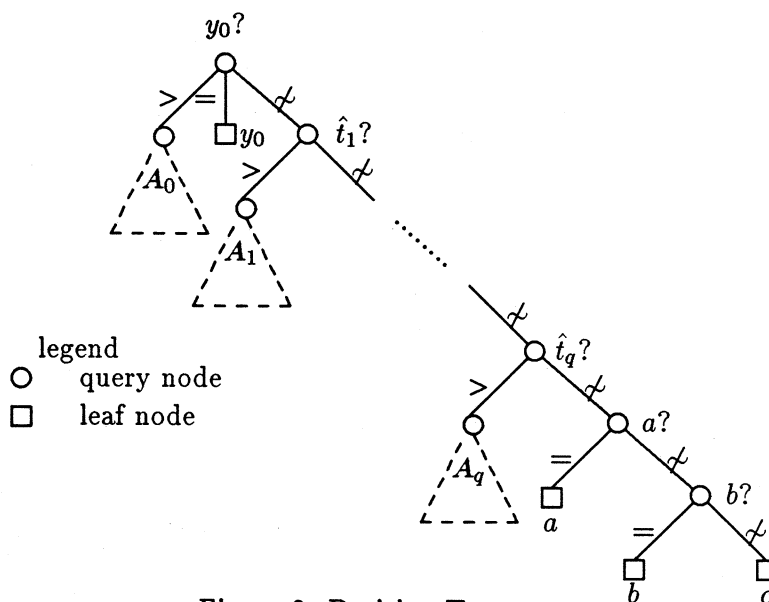 y₀?
> = ≁
y₀ t̂₁?
A₀ > ≁
A₁
≁
legend
t̂_q?
query node
> ≁
leaf node
a?
A_q = ≁
a b?
= ≁
b